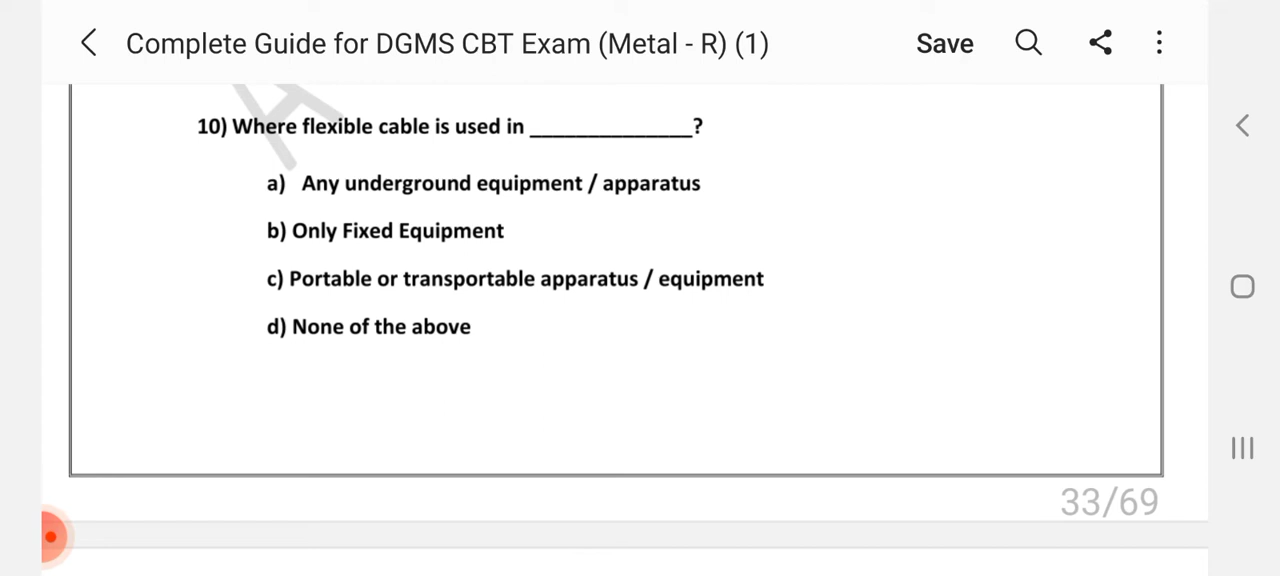 Complete Guide for DGMS CBT Exam (Metal - R) (1) Save
10) Where flexible cable is used in ______________?
a) Any underground equipment / apparatus
b) Only Fixed Equipment
c) Portable or transportable apparatus / equipment
d) None of the above
33/69